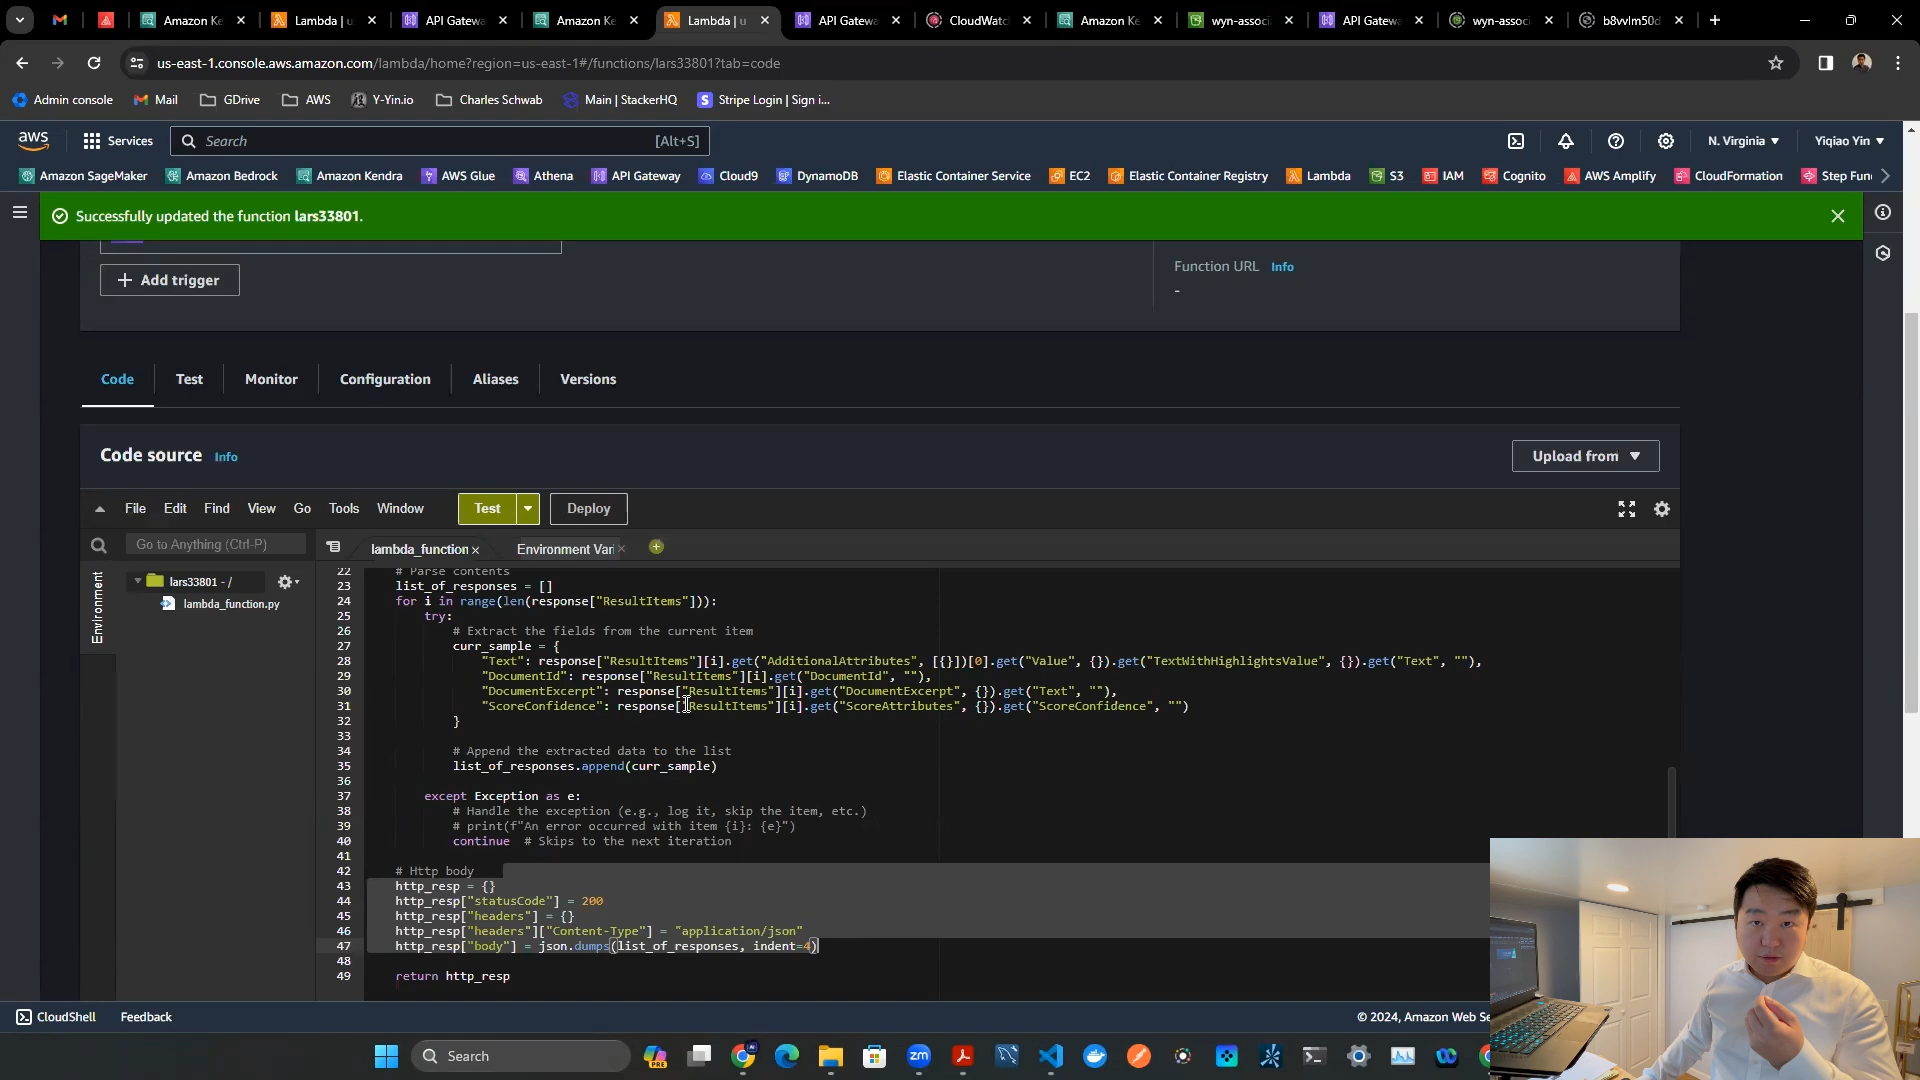 Amazon Ke
Lambda | u
API Gatewa
Amazon Ke
Lambda | u
API Gatewa
CloudWatc
Amazon Ke
wyn-associ
API Gatewa
wyn-associ
b8vvlm50d
us-east-1.console.aws.amazon.com/lambda/home?region=us-east-1#/functions/lars33801?tab=code
Admin console
Mail
GDrive
AWS
Y-Yin.io
Charles Schwab
Main | StackerHQ
Stripe Login | Sign i...
aws
Services
Search
[Alt+S]
N. Virginia
Yiqiao Yin
Amazon SageMaker
Amazon Bedrock
Amazon Kendra
AWS Glue
Athena
API Gateway
Cloud9
DynamoDB
Elastic Container Service
EC2
Elastic Container Registry
Lambda
S3
IAM
Cognito
AWS Amplify
CloudFormation
Step Fun
Successfully updated the function lars33801.
Add trigger
Function URL Info
-
Code
Test
Monitor
Configuration
Aliases
Versions
Code source Info
Upload from
File
Edit
Find
View
Go
Tools
Window
Test
Deploy
Go to Anything (Ctrl-P)
lambda_function
Environment Vari
Environment
lars33801 - /
lambda_function.py
22 # Parse contents
23 list_of_responses = []
24 for i in range(len(response["ResultItems"])):
25 try:
26 # Extract the fields from the current item
27 curr_sample = {
28 "Text": response["ResultItems"][i].get("AdditionalAttributes", [{}])[0].get("Value", {}).get("TextWithHighlightsValue", {}).get("Text", ""),
29 "DocumentId": response["ResultItems"][i].get("DocumentId", ""),
30 "DocumentExcerpt": response["ResultItems"][i].get("DocumentExcerpt", {}).get("Text", ""),
31 "ScoreConfidence": response["ResultItems"][i].get("ScoreAttributes", {}).get("ScoreConfidence", "")
32 }
33
34 # Append the extracted data to the list
35 list_of_responses.append(curr_sample)
36
37 except Exception as e:
38 # Handle the exception (e.g., log it, skip the item, etc.)
39 # print(f"An error occurred with item {i}: {e}")
40 continue # Skips to the next iteration
41
42 # Http body
43 http_resp = {}
44 http_resp["statusCode"] = 200
45 http_resp["headers"] = {}
46 http_resp["headers"]["Content-Type"] = "application/json"
47 http_resp["body"] = json.dumps(list_of_responses, indent=4)
48
49 return http_resp
CloudShell
Feedback
© 2024, Amazon Web Se
Search
PRE
zm